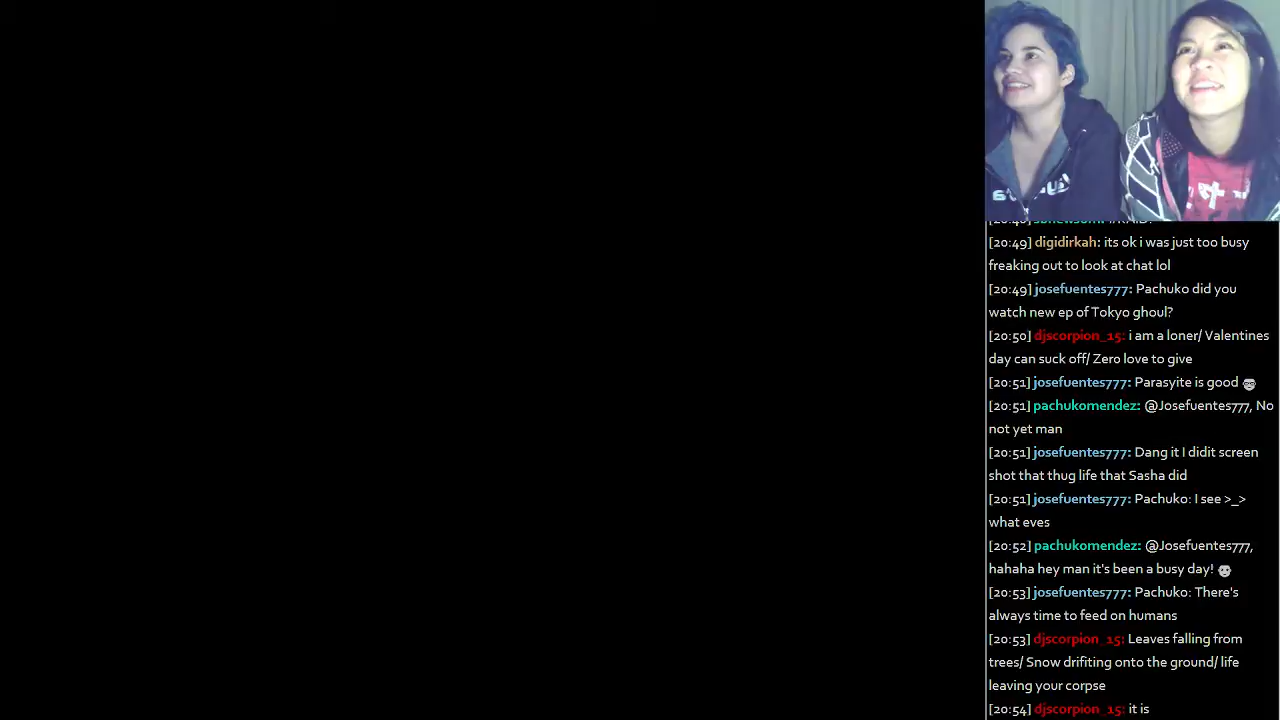 [20:49] digidirkah: its ok i was just too busy
freaking out to look at chat lol
[20:49] josefuentes777: Pachuko did you
watch new ep of Tokyo ghoul?
[20:50] djscorpion_15: i am a loner/ Valentines
day can suck off/ Zero love to give
[20:51] josefuentes777: Parasyite is good
[20:51] pachukomendez: @Josefuentes777, No
not yet man
[20:51] josefuentes777: Dang it I didit screen
shot that thug life that Sasha did
[20:51] josefuentes777: Pachuko: I see >_>
what eves
[20:52] pachukomendez: @Josefuentes777,
hahaha hey man it's been a busy day!
[20:53] josefuentes777: Pachuko: There's
always time to feed on humans
[20:53] djscorpion_15: Leaves falling from
trees/ Snow drifiting onto the ground/ life
leaving your corpse
[20:54] djscorpion_15: it is